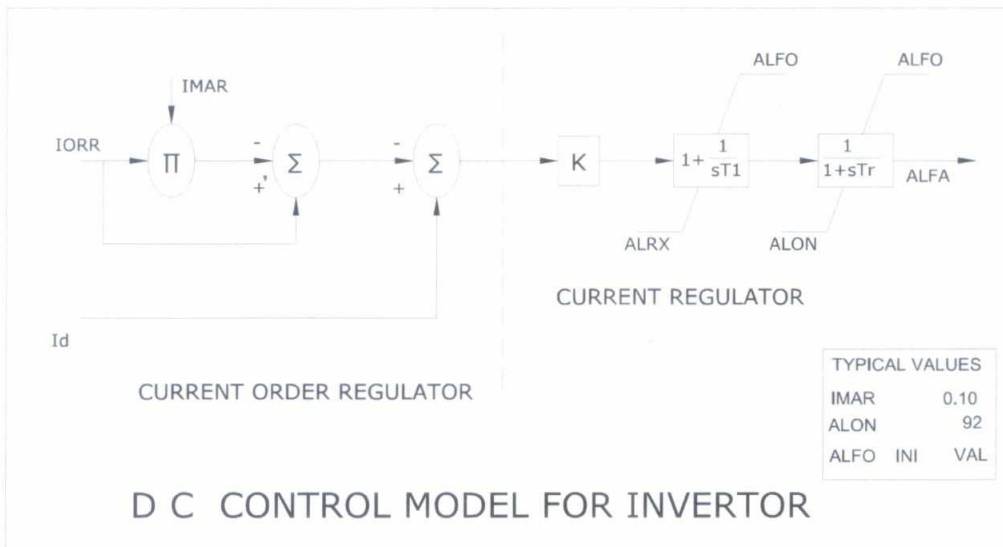 ALFO
ALFO
IMAR
IORR
Π
-
+'
Σ
-
+
Σ
K
1+ 1/sT1
1/1+sTr
ALFA
ALRX
ALON
CURRENT REGULATOR
Id
CURRENT ORDER REGULATOR
TYPICAL VALUES
IMAR 0.10
ALON 92
ALFO INI VAL
D C CONTROL MODEL FOR INVERTOR